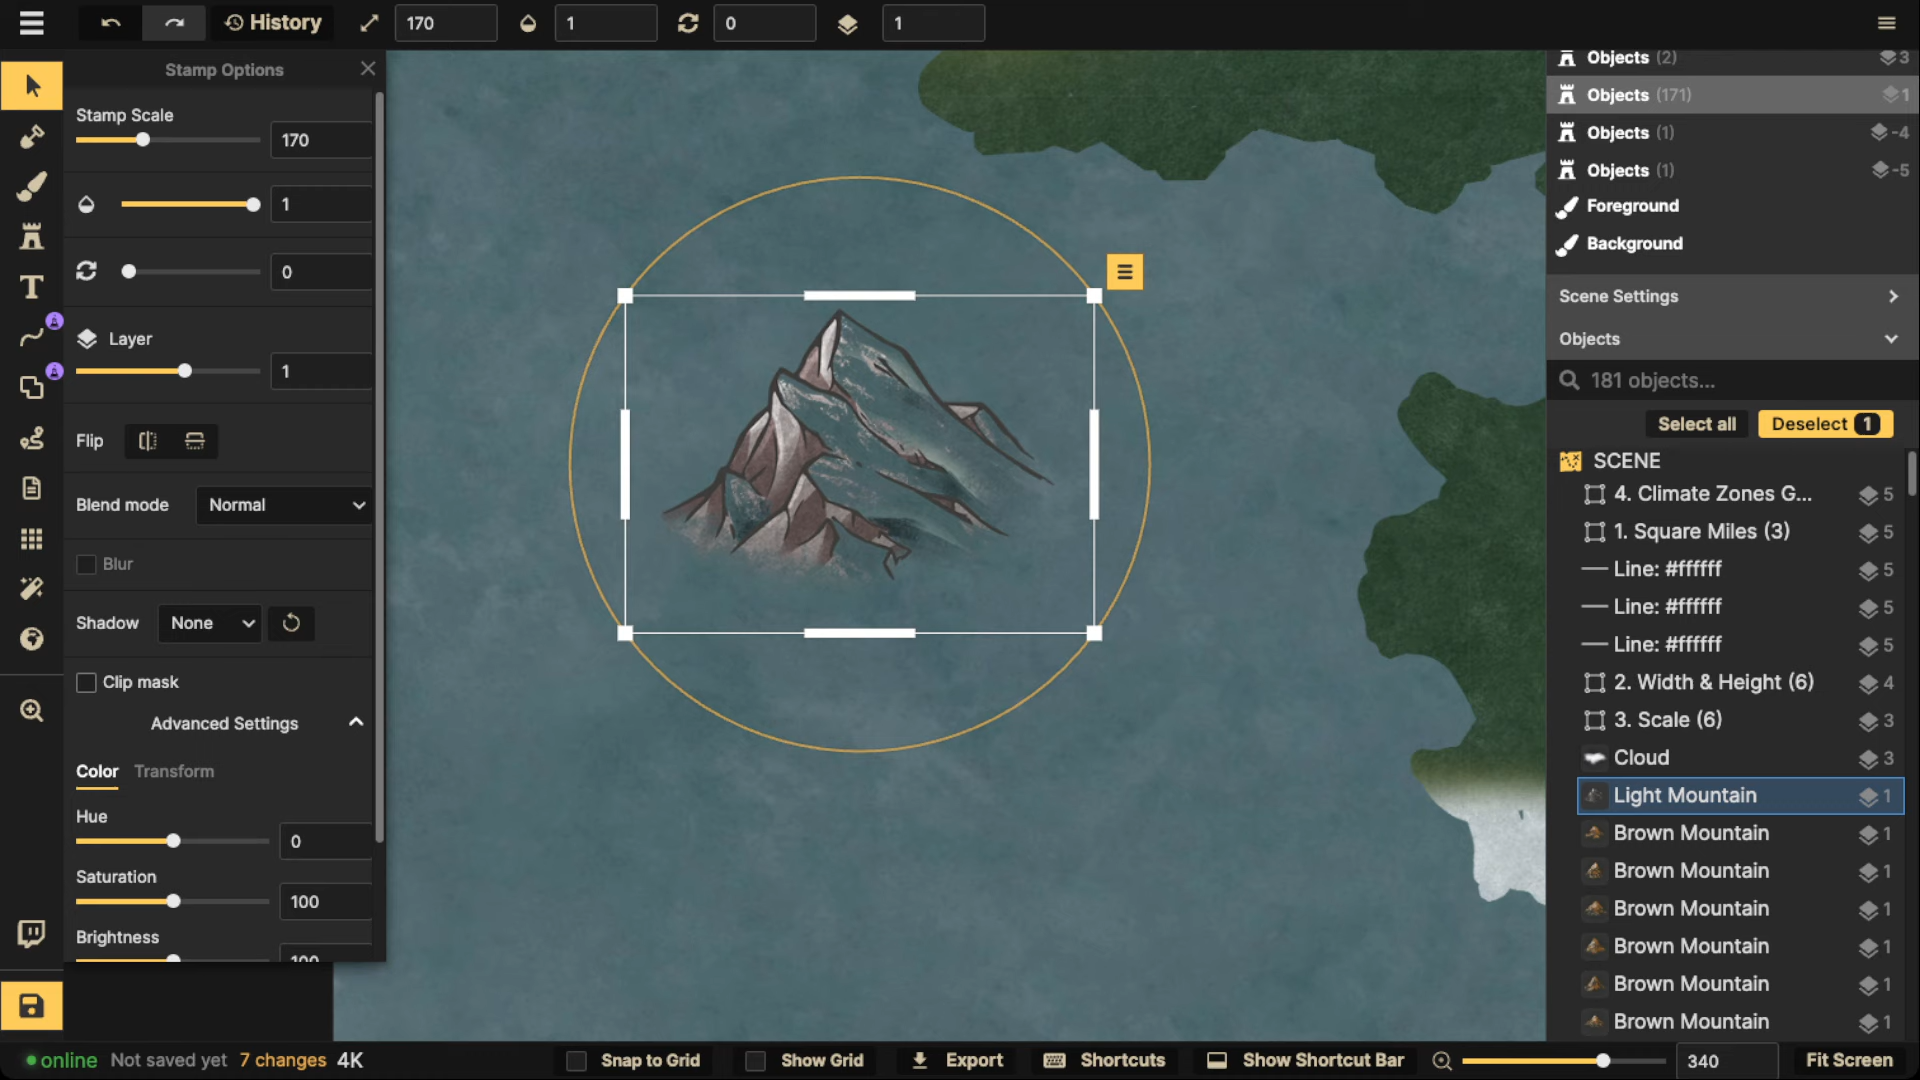 History
170
1
0
1
Stamp Options
Stamp Scale
170
1
0
Layer
1
Flip
Blend mode
Normal
Blur
Shadow
None
Clip mask
Advanced Settings
Color
Transform
Hue
0
Saturation
100
Brightness
100
T
Objects (2)
3
Objects (171)
1
Objects (1)
-4
Objects (1)
-5
Foreground
Background
Scene Settings
Objects
181 objects...
Select all
Deselect 1
SCENE
4. Climate Zones G...
5
1. Square Miles (3)
5
Line: #ffffff
5
Line: #ffffff
5
Line: #ffffff
5
2. Width & Height (6)
4
3. Scale (6)
3
Cloud
3
Light Mountain
1
Brown Mountain
1
Brown Mountain
1
Brown Mountain
1
Brown Mountain
1
Brown Mountain
1
Brown Mountain
1
online
Not saved yet
7 changes
4K
Snap to Grid
Show Grid
Export
Shortcuts
Show Shortcut Bar
340
Fit Screen